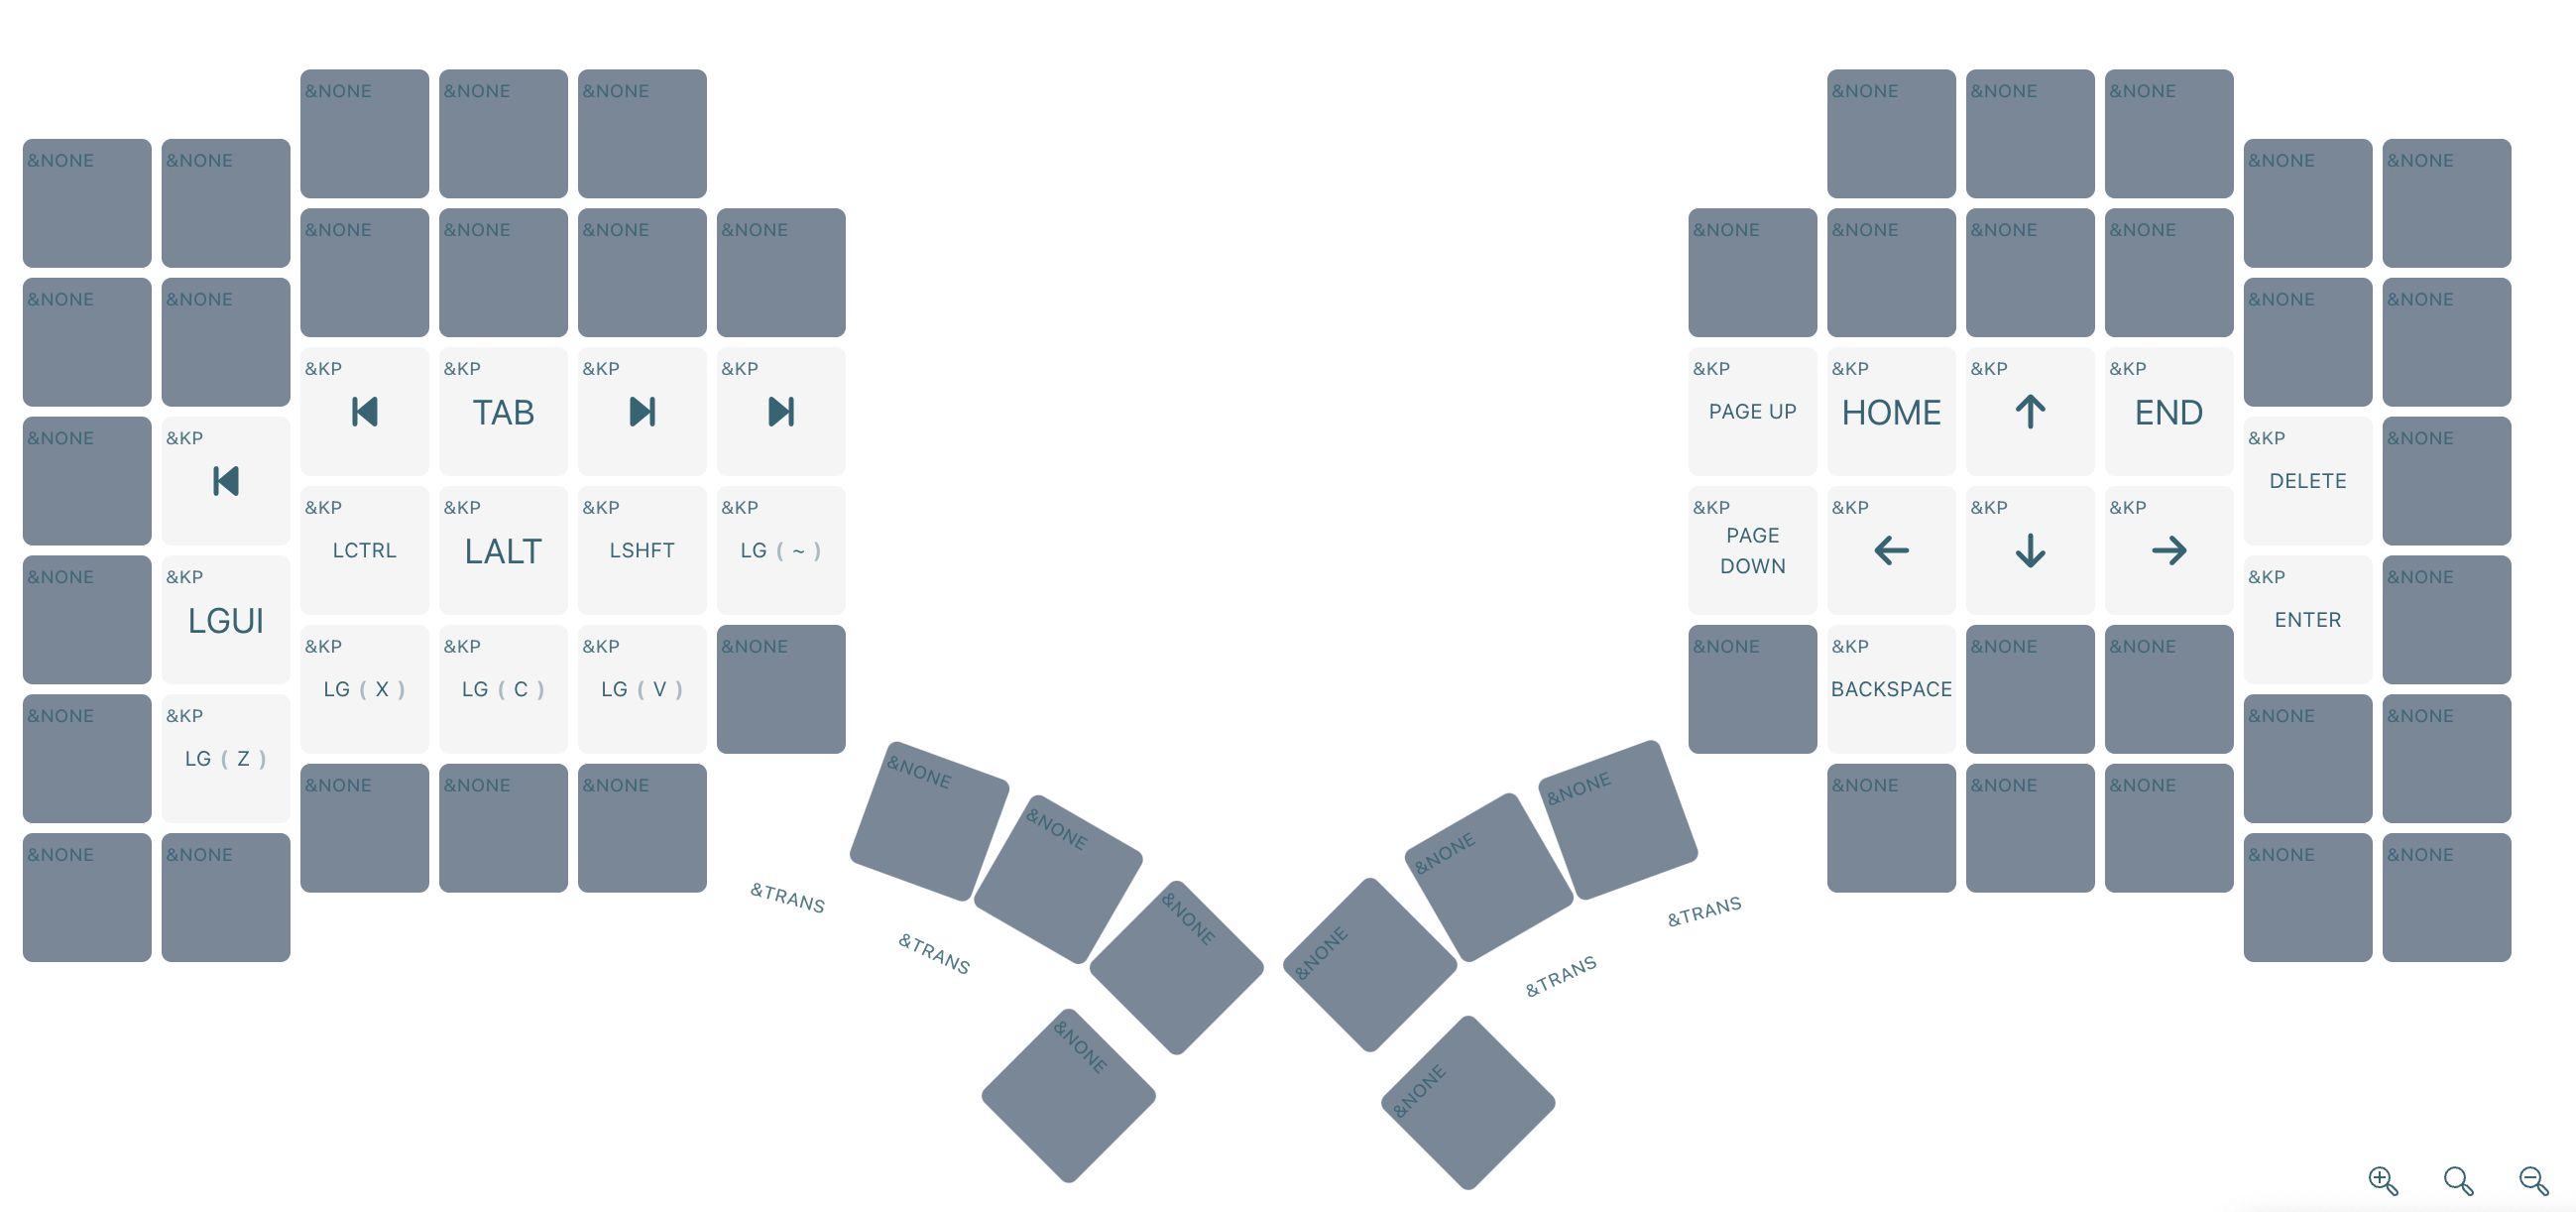 &NONE &NONE &NONE
&NONE &NONE &NONE
&NONE &NONE
&NONE &NONE
&NONE &NONE &NONE &NONE
&NONE &NONE &NONE &NONE
&NONE &NONE
&NONE &NONE
&KP &KP &KP &KP
TAB
&KP &KP &KP &KP
PAGE UP HOME END
&NONE &KP
&KP &NONE
DELETE
&KP &KP &KP &KP
LCTRL LALT LSHFT LG ( ~ )
&KP &KP &KP &KP
PAGE
DOWN
&NONE &KP
LGUI
&KP &NONE
ENTER
&KP &KP &KP &NONE
LG ( X ) LG ( C ) LG ( V )
&NONE &KP &NONE &NONE
BACKSPACE
&NONE &KP
LG ( Z )
&NONE &NONE
&NONE &NONE &NONE
&NONE &NONE &NONE
&NONE &NONE
&NONE &NONE
&NONE
&NONE
&NONE
&NONE
&TRANS
&TRANS
&TRANS
&TRANS
&NONE
&NONE
&NONE
&NONE